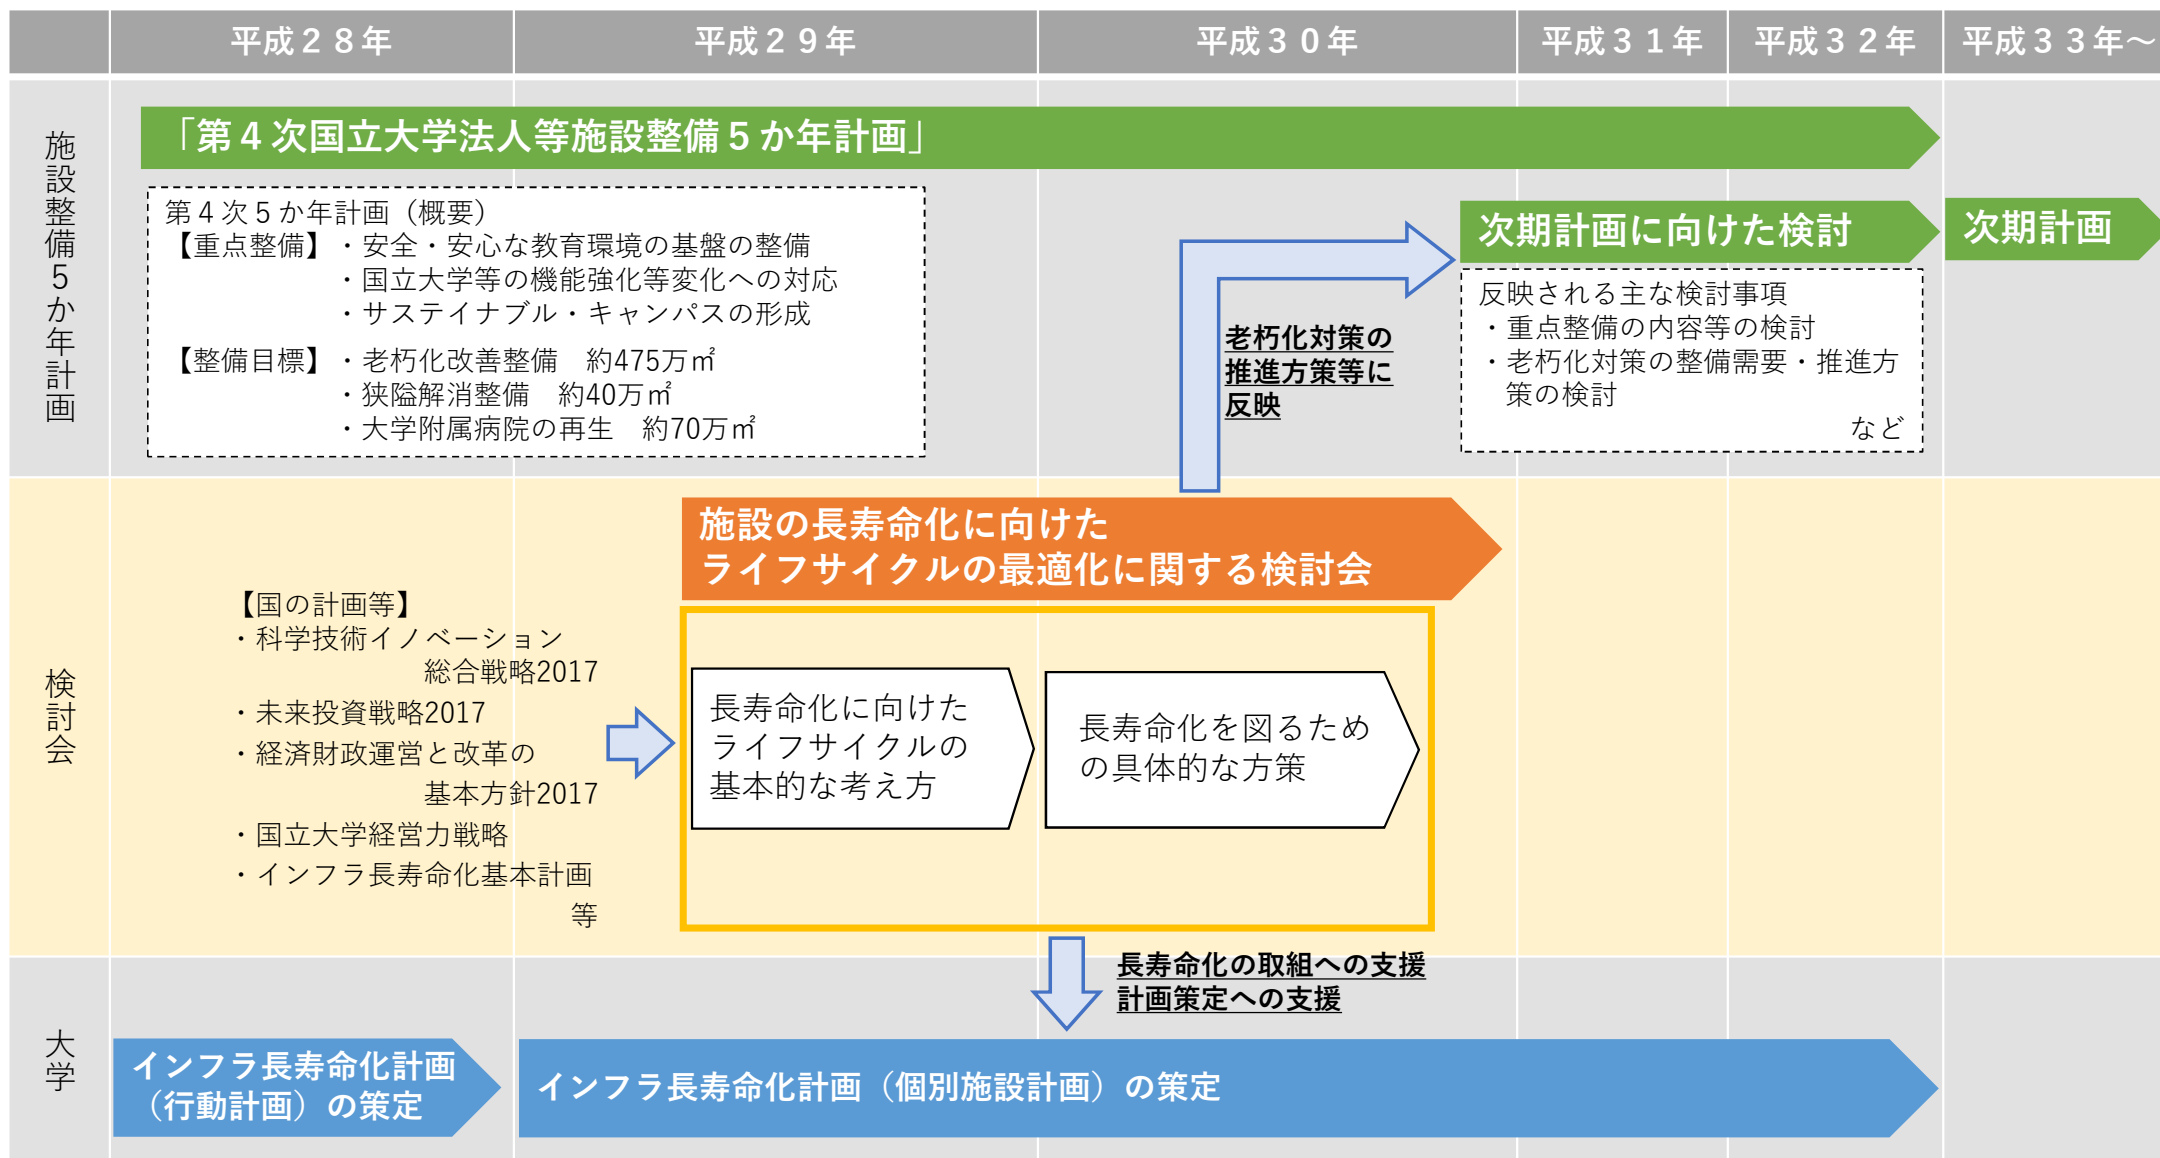 平成２８年
平成２９年
平成３０年
平成３１年
平成３２年
平成３３年～
施設整備５か年計画
「第４次国立大学法人等施設整備５か年計画」
第４次５か年計画（概要）
【重点整備】・安全・安心な教育環境の基盤の整備
・国立大学等の機能強化等変化への対応
・サステイナブル・キャンパスの形成
【整備目標】・老朽化改善整備　約475万㎡
・狭隘解消整備　約40万㎡
・大学附属病院の再生　約70万㎡
老朽化対策の
推進方策等に
反映
次期計画に向けた検討
反映される主な検討事項
・重点整備の内容等の検討
・老朽化対策の整備需要・推進方
策の検討
など
次期計画
検討会
施設の長寿命化に向けた
ライフサイクルの最適化に関する検討会
【国の計画等】
・科学技術イノベーション
総合戦略2017
・未来投資戦略2017
・経済財政運営と改革の
基本方針2017
・国立大学経営力戦略
・インフラ長寿命化基本計画
等
長寿命化に向けた
ライフサイクルの
基本的な考え方
長寿命化を図るため
の具体的な方策
長寿命化の取組への支援
計画策定への支援
大学
インフラ長寿命化計画
（行動計画）の策定
インフラ長寿命化計画（個別施設計画）の策定